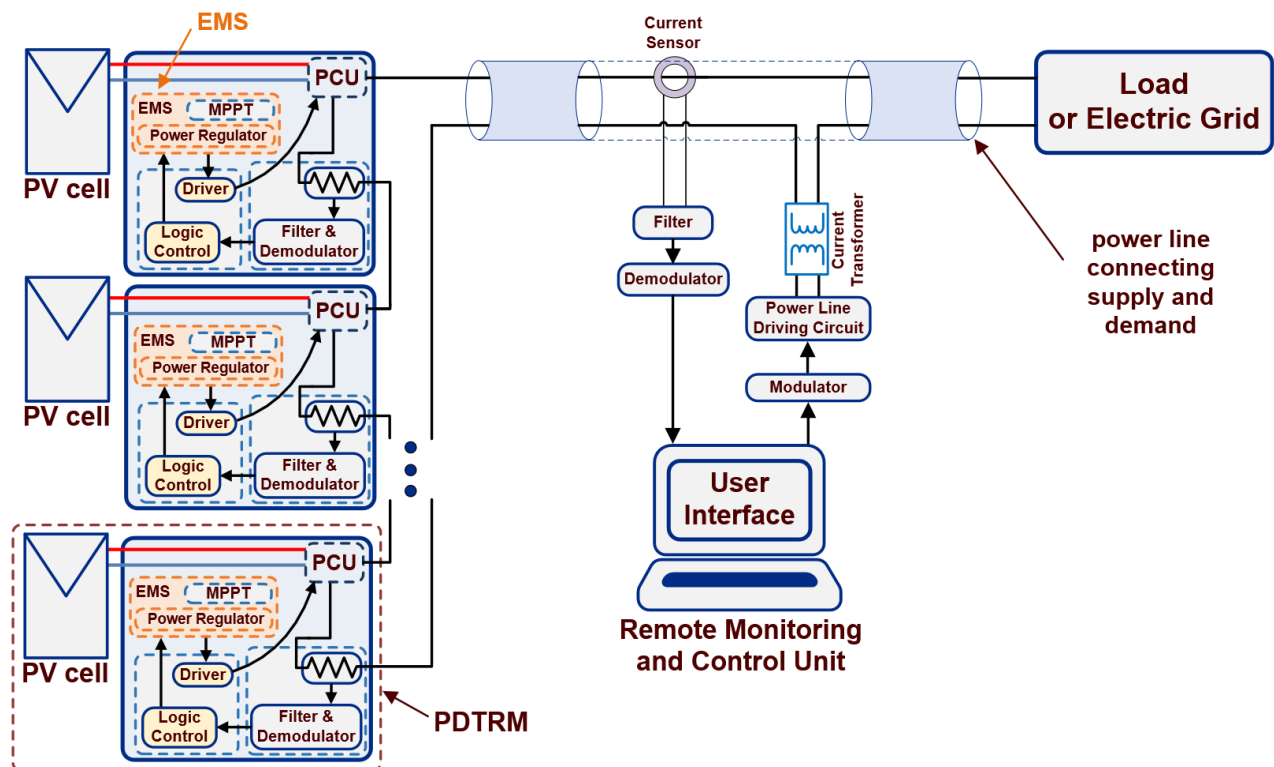 EMS
PV cell
PCU
EMS
MPPT
Power Regulator
Driver
Logic
Control
Filter &
Demodulator
PV cell
PCU
EMS
MPPT
Power Regulator
Driver
Logic
Control
Filter &
Demodulator
PV cell
PCU
EMS
MPPT
Power Regulator
Driver
Logic
Control
Filter &
Demodulator
PDTRM
Current
Sensor
Filter
Demodulator
Current
Transformer
Power Line
Driving Circuit
Modulator
User
Interface
Remote Monitoring
and Control Unit
Load
or Electric Grid
power line
connecting
supply and
demand